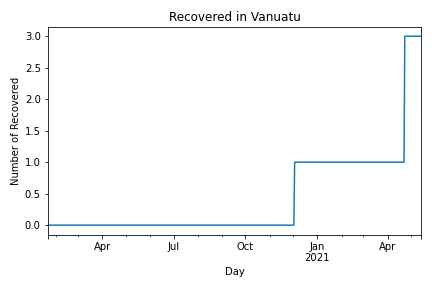 Recovered in Vanuatu
Number of Recovered
3.0
2.5
2.0
1.5
1.0
0.5
0.0
Apr
Jul
Oct
Jan
2021
Apr
Day